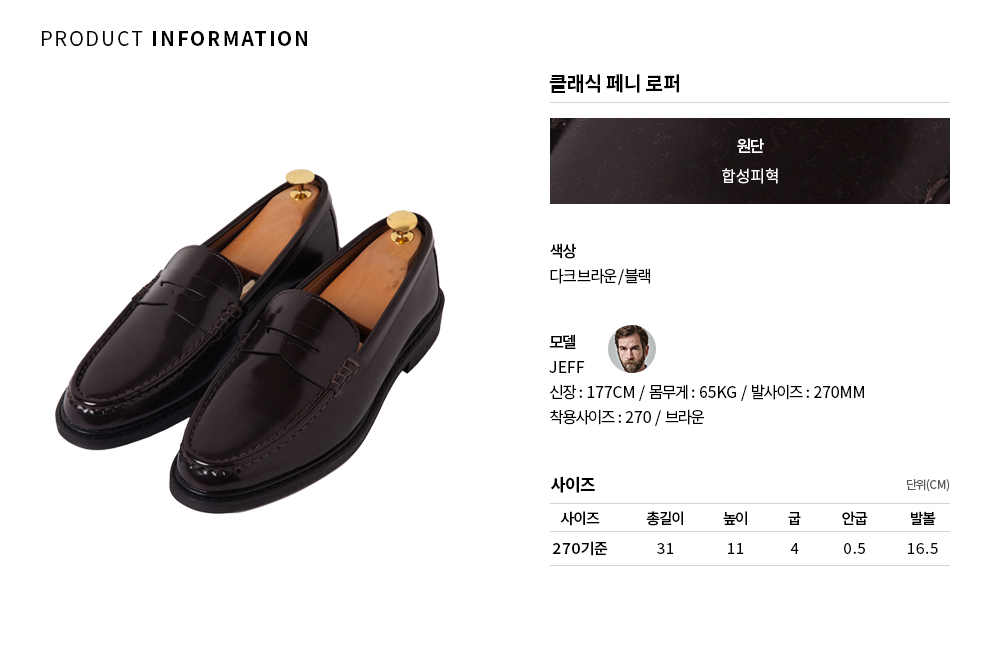 PRODUCT INFORMATION
클래식 페니 로퍼
원단
합성피혁
색상
다크브라운/블랙
모델
JEFF
신장 : 177CM / 몸무게 : 65KG / 발사이즈 : 270MM
착용사이즈 : 270 / 브라운
사이즈 단위(CM)
사이즈 총길이 높이 굽 안굽 발볼
270기준 31 11 4 0.5 16.5